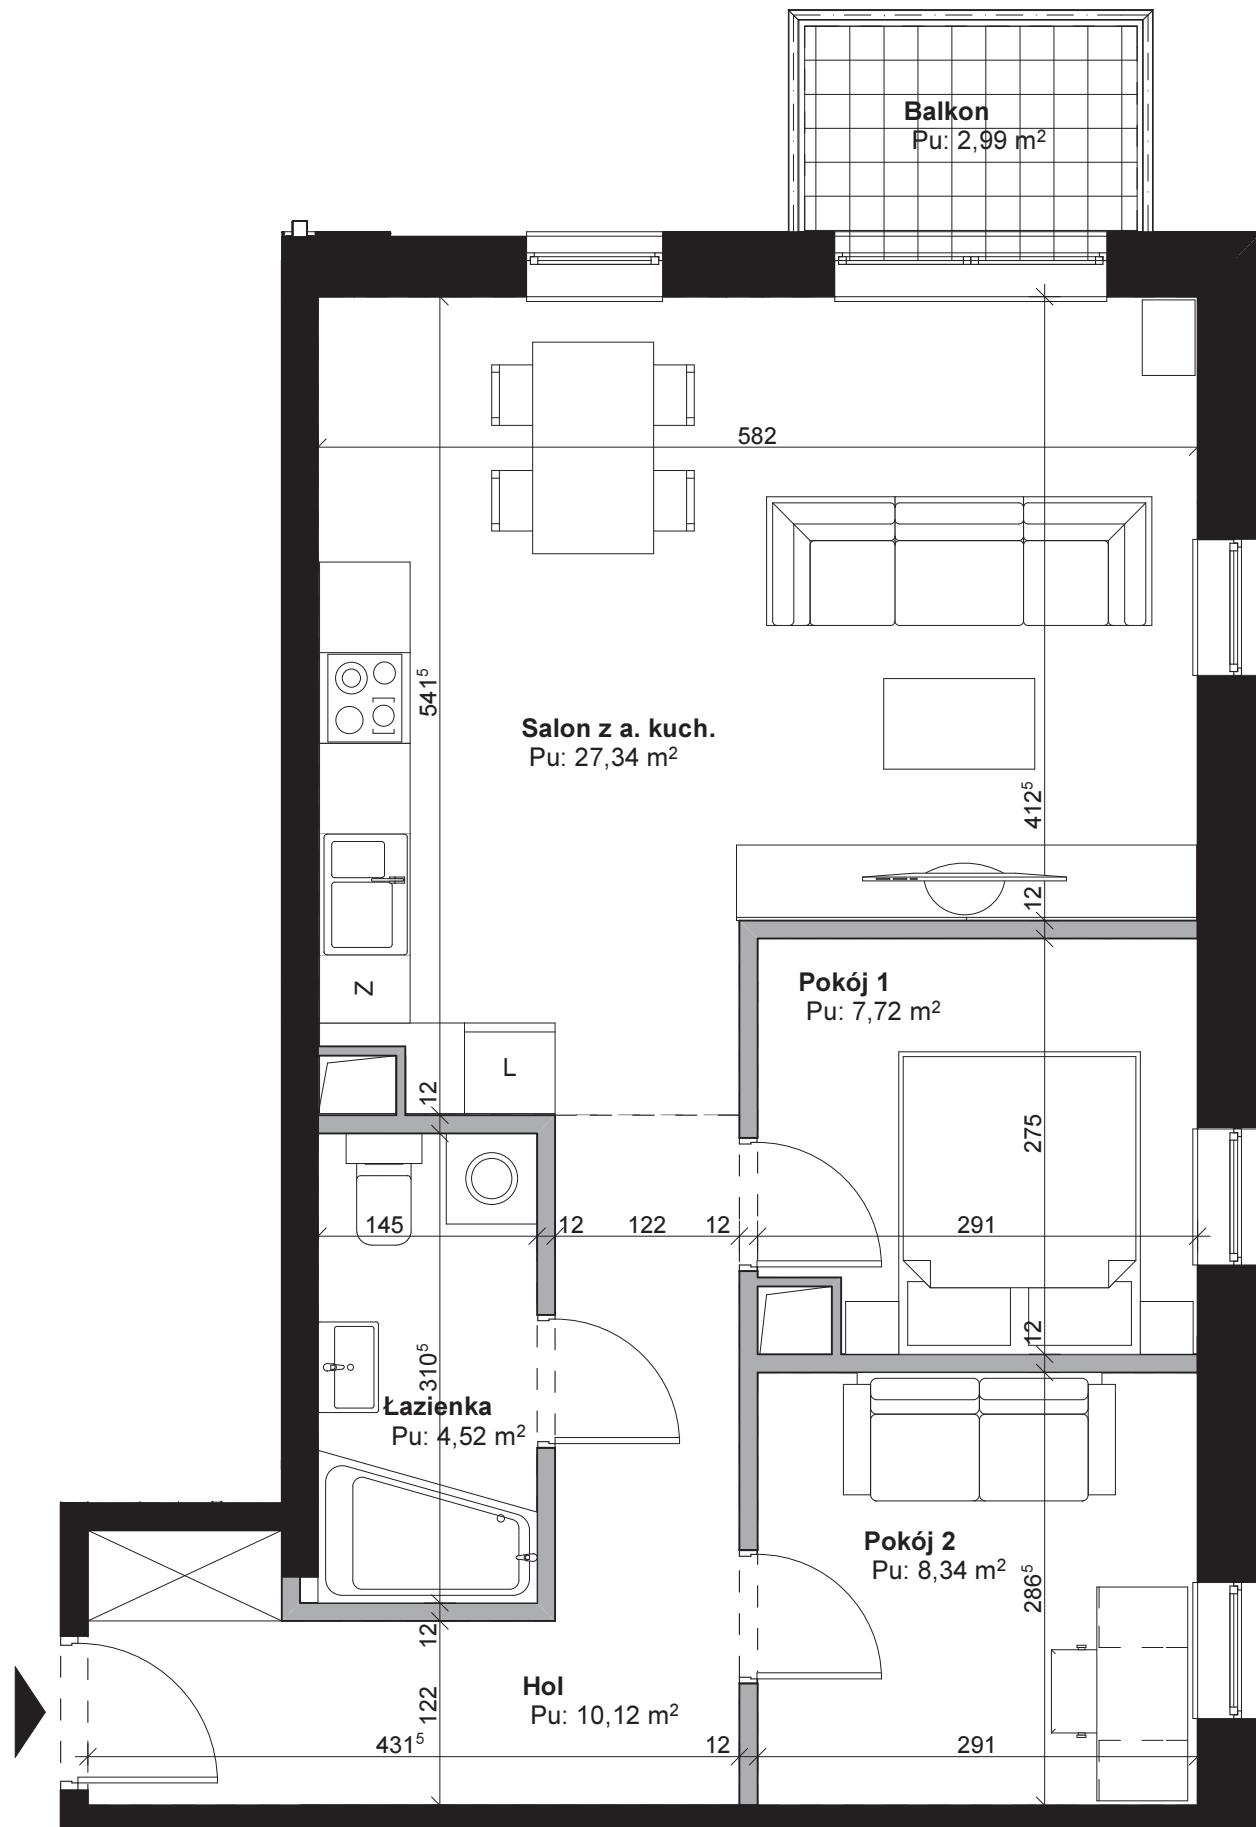 Balkon
Pu: 2,99 m²
582
541⁵
Salon z a. kuch.
Pu: 27,34 m²
412⁵
12
Z
Pokój 1
Pu: 7,72 m²
L
12
275
145
12
122
12
291
12
310⁵
Łazienka
Pu: 4,52 m²
Pokój 2
Pu: 8,34 m²
286⁵
12
Hol
Pu: 10,12 m²
122
431⁵
12
291